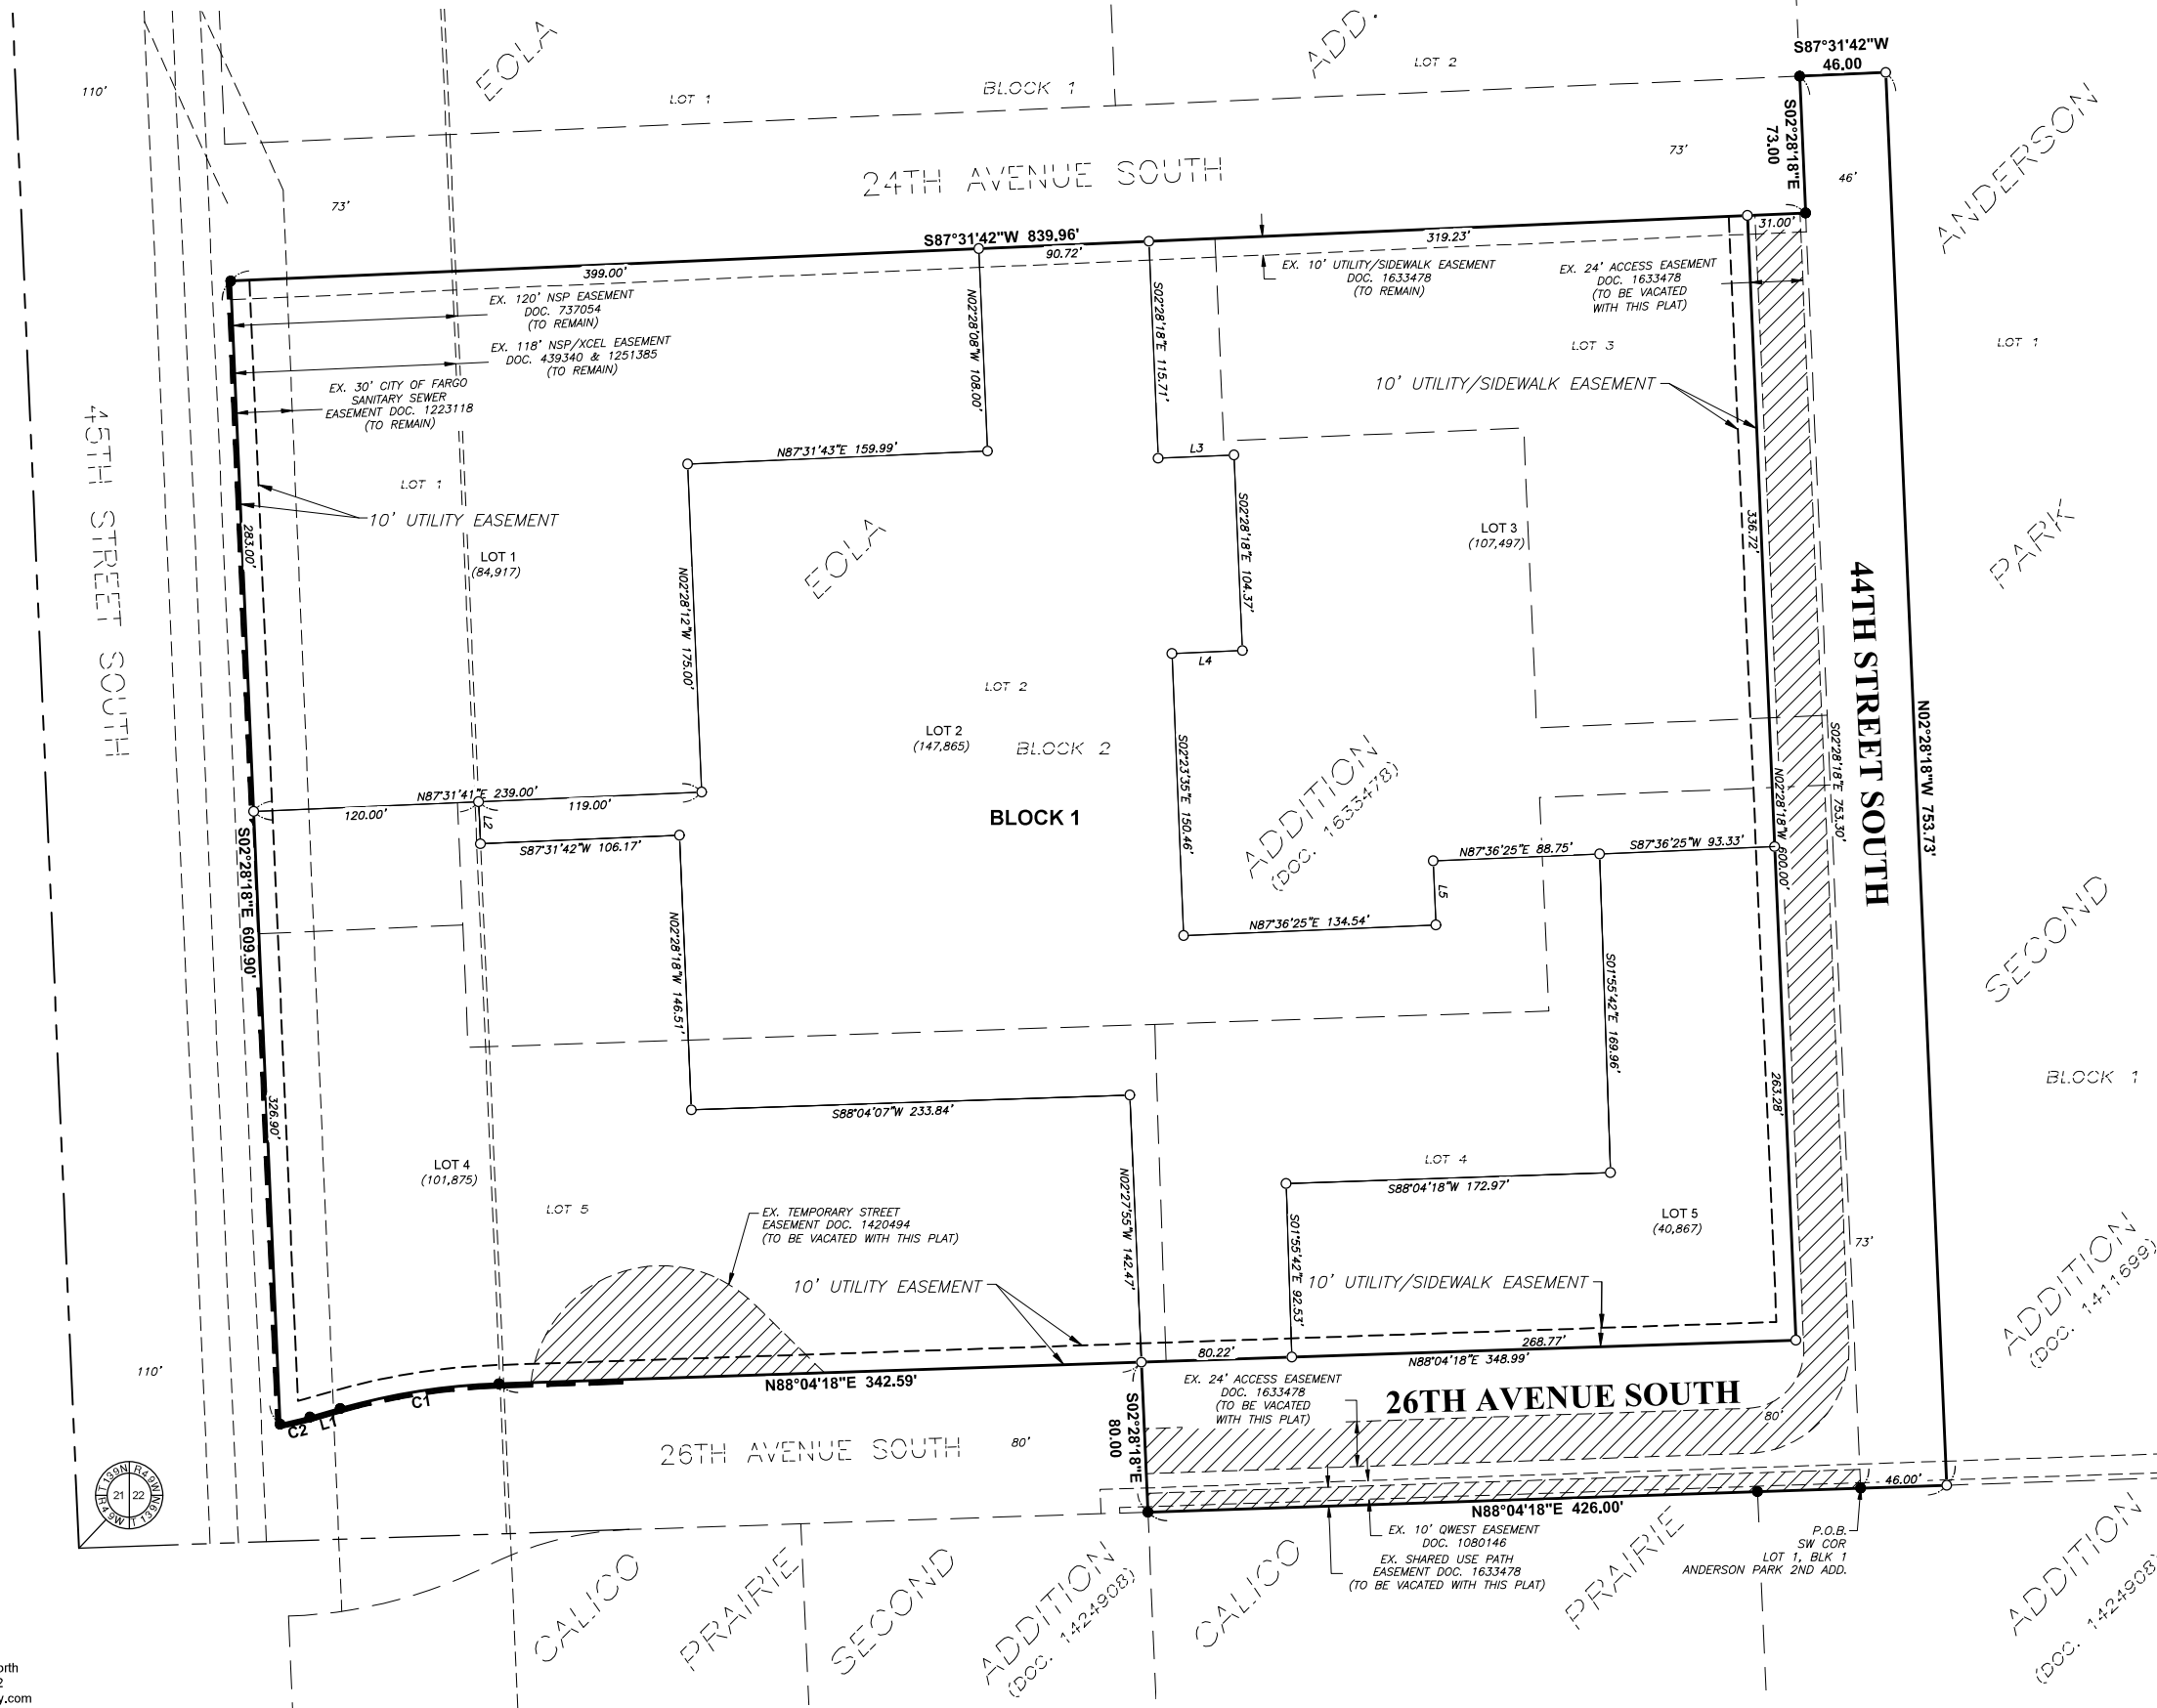 EOLA
ADD.
110'
LOT 1
BLOCK 1
LOT 2
S87°31'42"W
46.00
S02°28'18"E
73.00
73'
46'
24TH AVENUE SOUTH
73'
ANDERSON
S87°31'42"W 839.96'
399.00'
90.72'
319.23'
31.00'
EX. 120' NSP EASEMENT
DOC. 737054
(TO REMAIN)
EX. 118' NSP/XCEL EASEMENT
DOC. 439340 & 1251385
(TO REMAIN)
EX. 30' CITY OF FARGO
SANITARY SEWER
EASEMENT DOC. 1223118
(TO REMAIN)
N02°28'08"W 108.00'
S02°28'18"E 115.71'
EX. 10' UTILITY/SIDEWALK EASEMENT
DOC. 1633478
(TO REMAIN)
EX. 24' ACCESS EASEMENT
DOC. 1633478
(TO BE VACATED
WITH THIS PLAT)
LOT 3
LOT 1
10' UTILITY/SIDEWALK EASEMENT
45TH STREET SOUTH
N87°31'43"E 159.99'
L3
LOT 1
10' UTILITY EASEMENT
283.00'
LOT 1
(84,917)
EOLA
S02°28'18"E 104.37'
LOT 3
(107,497)
336.72'
PARK
N02°28'12"W 175.00'
L4
44TH STREET SOUTH
LOT 2
LOT 2
(147,865)
BLOCK 2
BLOCK 1
S02°23'35"E 150.46'
ADDITION
(DOC. 1633478)
N02°28'18"W 600.00'
S02°28'18"E 753.30'
N02°28'18"W 753.73'
N87°31'41"E 239.00'
120.00'
119.00'
L2
S87°31'42"W 106.17'
S02°28'18"E 609.90'
N87°36'25"E 88.75'
S87°36'25"W 93.33'
L5
N87°36'25"E 134.54'
N02°28'18"W 146.51'
S01°55'42"E 169.96'
SECOND
BLOCK 1
326.90'
263.28'
S88°04'07"W 233.84'
LOT 4
(101,875)
LOT 5
N02°27'55"W 142.47'
LOT 4
S88°04'18"W 172.97'
S01°55'42"E 92.53'
LOT 5
(40,867)
73'
ADDITION
(DOC. 1411699)
EX. TEMPORARY STREET
EASEMENT DOC. 1420494
(TO BE VACATED WITH THIS PLAT)
10' UTILITY EASEMENT
10' UTILITY/SIDEWALK EASEMENT
110'
C2
L1
C1
N88°04'18"E 342.59'
80.22'
268.77'
N88°04'18"E 348.99'
EX. 24' ACCESS EASEMENT
DOC. 1633478
(TO BE VACATED
WITH THIS PLAT)
26TH AVENUE SOUTH
80'
S02°28'18"E
80.00
26TH AVENUE SOUTH
80'
T139N
R49W
R49W
T139N
21
22
46.00'
N88°04'18"E 426.00'
EX. 10' QWEST EASEMENT
DOC. 1080146
EX. SHARED USE PATH
EASEMENT DOC. 1633478
(TO BE VACATED WITH THIS PLAT)
P.O.B.
SW COR
LOT 1, BLK 1
ANDERSON PARK 2ND ADD.
CALICO
PRAIRIE
SECOND
ADDITION
(DOC. 1424908)
CALICO
PRAIRIE
ADDITION
(DOC. 1424908)
orth
2
y.com